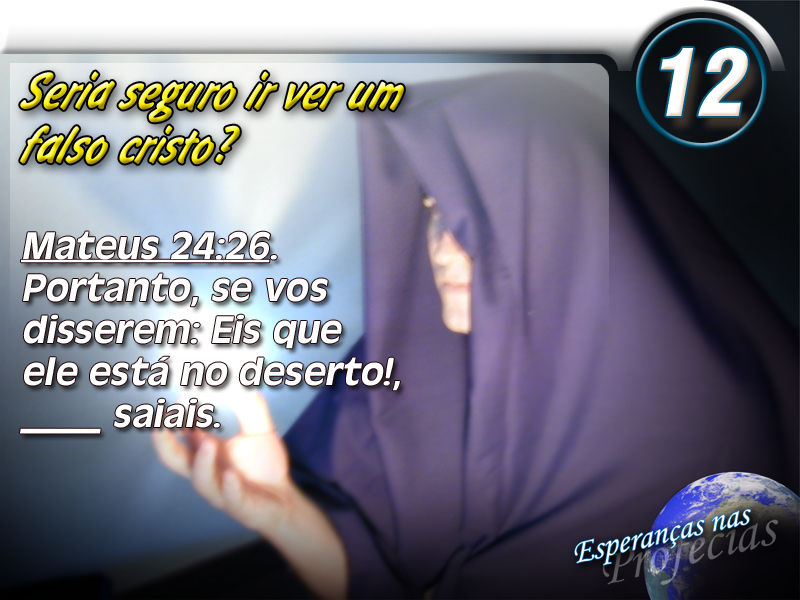 12
Seria seguro ir ver um
falso cristo?
Mateus 24:26.
Portanto, se vos
disserem: Eis que
ele está no deserto!,
____ saiais.
Esperanças nas
Profecias